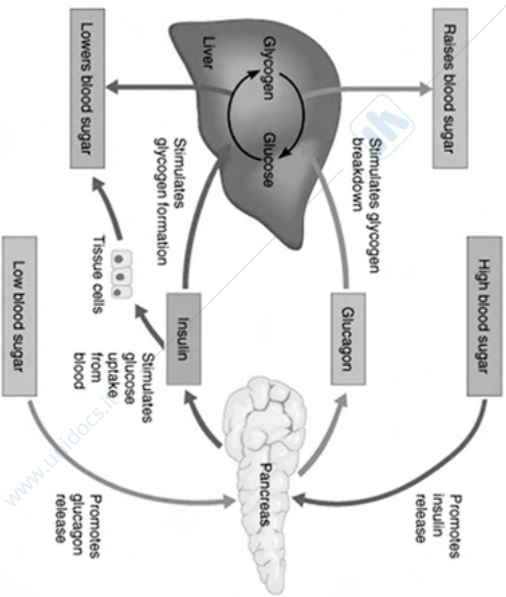 Raises blood sugar
High blood sugar
Glycogen
Glucose
Liver
Stimulates glycogen
breakdown
Glucagon
Promotes
insulin
release
Stimulates
glycogen formation
Insulin
Pancreas
Lowers blood sugar
Tissue cells
Stimulates
glucose
uptake
from
blood
Low blood sugar
Promotes
glucagon
release